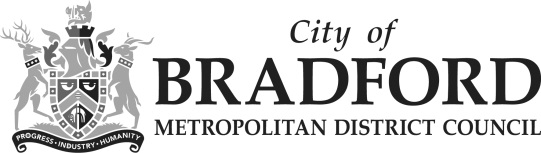 City of
BRADFORD
METROPOLITAN DISTRICT COUNCIL
PROGRESS · INDUSTRY · HUMANITY